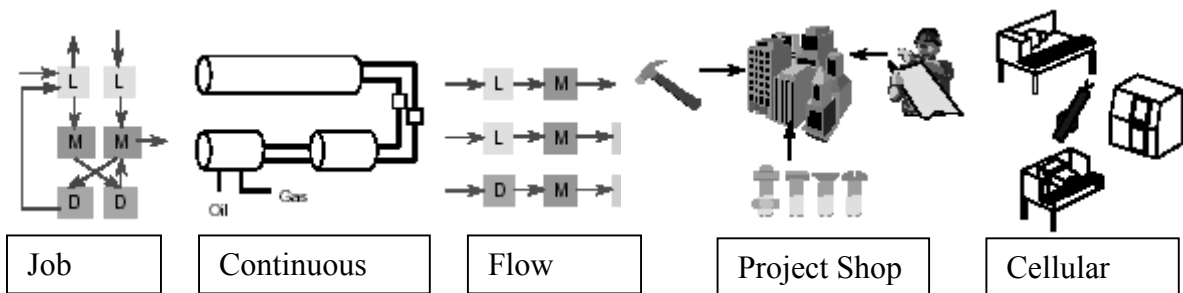 L L
M M
D D
Oil Gas
L M
L M
D M
Job
Continuous
Flow
Project Shop
Cellular